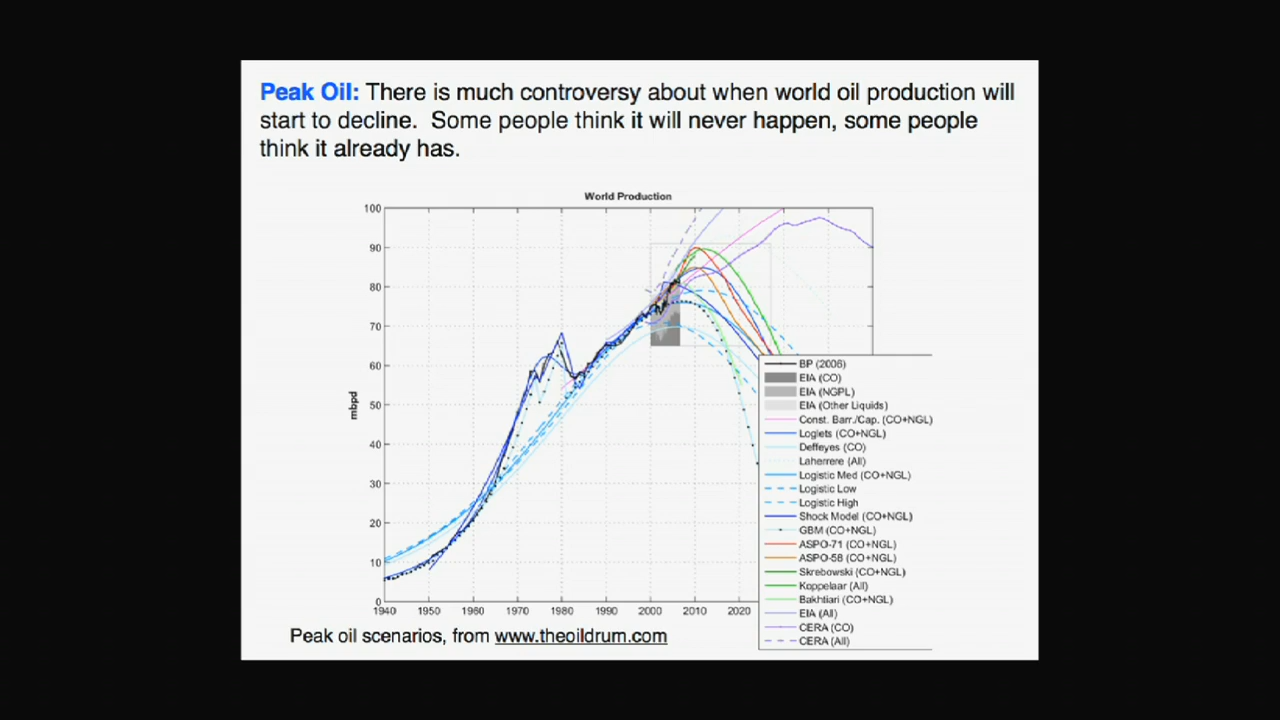 Peak Oil: There is much controversy about when world oil production will
start to decline.  Some people think it will never happen, some people
think it already has.
World Production
100
90
80
70
60
50
40
30
20
10
0
mbpd
1940 1950 1960 1970 1980 1990 2000 2010 2020
BP (2006)
EIA (CO)
EIA (NGPL)
EIA (Other Liquids)
Const. Barr./Cap. (CO+NGL)
Loglets (CO+NGL)
Deffeyes (CO)
Laherrere (All)
Logistic Med (CO+NGL)
Logistic Low
Logistic High
Shock Model (CO+NGL)
GBM (CO+NGL)
ASPO-71 (CO+NGL)
ASPO-58 (CO+NGL)
Skrebowski (CO+NGL)
Koppelaar (All)
Bakhtiari (CO+NGL)
EIA (All)
CERA (CO)
CERA (All)
Peak oil scenarios, from www.theoildrum.com